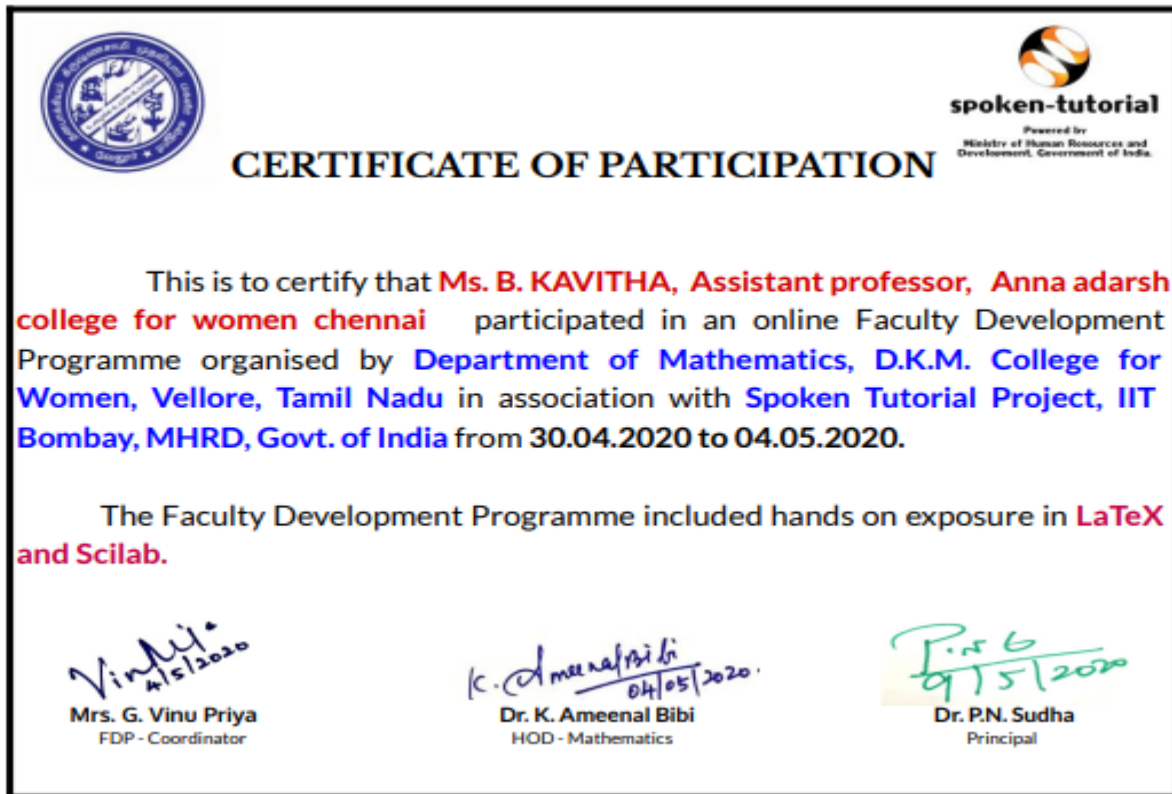 வேலூர்
spoken-tutorial
Powered by
Ministry of Human Resources and
Development, Government of India.
CERTIFICATE OF PARTICIPATION
This is to certify that Ms. B. KAVITHA, Assistant professor, Anna adarsh
college for women chennai participated in an online Faculty Development
Programme organised by Department of Mathematics, D.K.M. College for
Women, Vellore, Tamil Nadu in association with Spoken Tutorial Project, IIT
Bombay, MHRD, Govt. of India from 30.04.2020 to 04.05.2020.
The Faculty Development Programme included hands on exposure in LaTeX
and Scilab.
4/5/2020
K. Ameenal Bibi
04/05/2020.
P.N S
9/5/2020
Mrs. G. Vinu Priya
FDP - Coordinator
Dr. K. Ameenal Bibi
HOD - Mathematics
Dr. P.N. Sudha
Principal